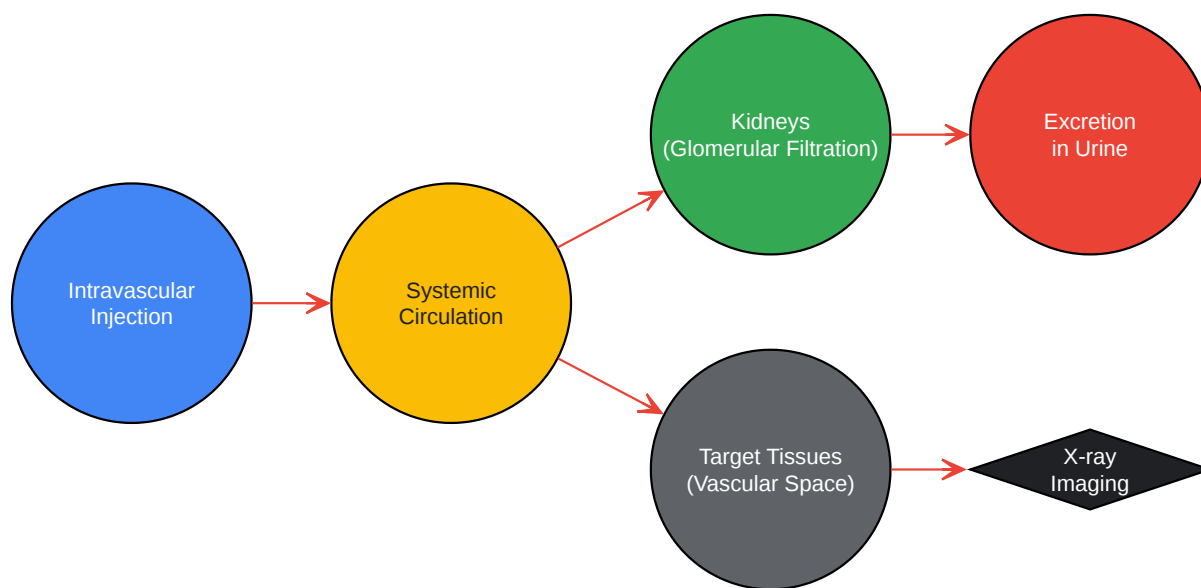 Intravascular
Injection
Systemic
Circulation
Kidneys
(Glomerular Filtration)
Excretion
in Urine
Target Tissues
(Vascular Space)
X-ray
Imaging